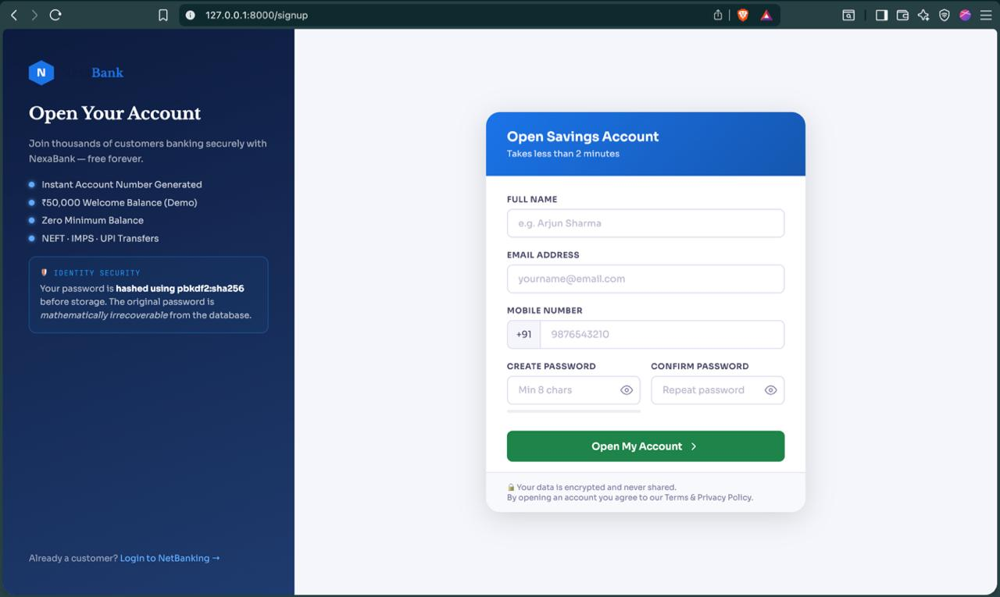 127.0.0.1:8000/signup
N
NexaBank
Open Your Account
Join thousands of customers banking securely with
NexaBank — free forever.
Instant Account Number Generated
₹50,000 Welcome Balance (Demo)
Zero Minimum Balance
NEFT · IMPS · UPI Transfers
IDENTITY SECURITY
Your password is hashed using pbkdf2:sha256
before storage. The original password is
mathematically irrecoverable from the database.
Already a customer? Login to NetBanking →
Open Savings Account
Takes less than 2 minutes
FULL NAME
e.g. Arjun Sharma
EMAIL ADDRESS
yourname@email.com
MOBILE NUMBER
+91 9876543210
CREATE PASSWORD CONFIRM PASSWORD
Min 8 chars Repeat password
Open My Account
🔒 Your data is encrypted and never shared.
By opening an account you agree to our Terms & Privacy Policy.